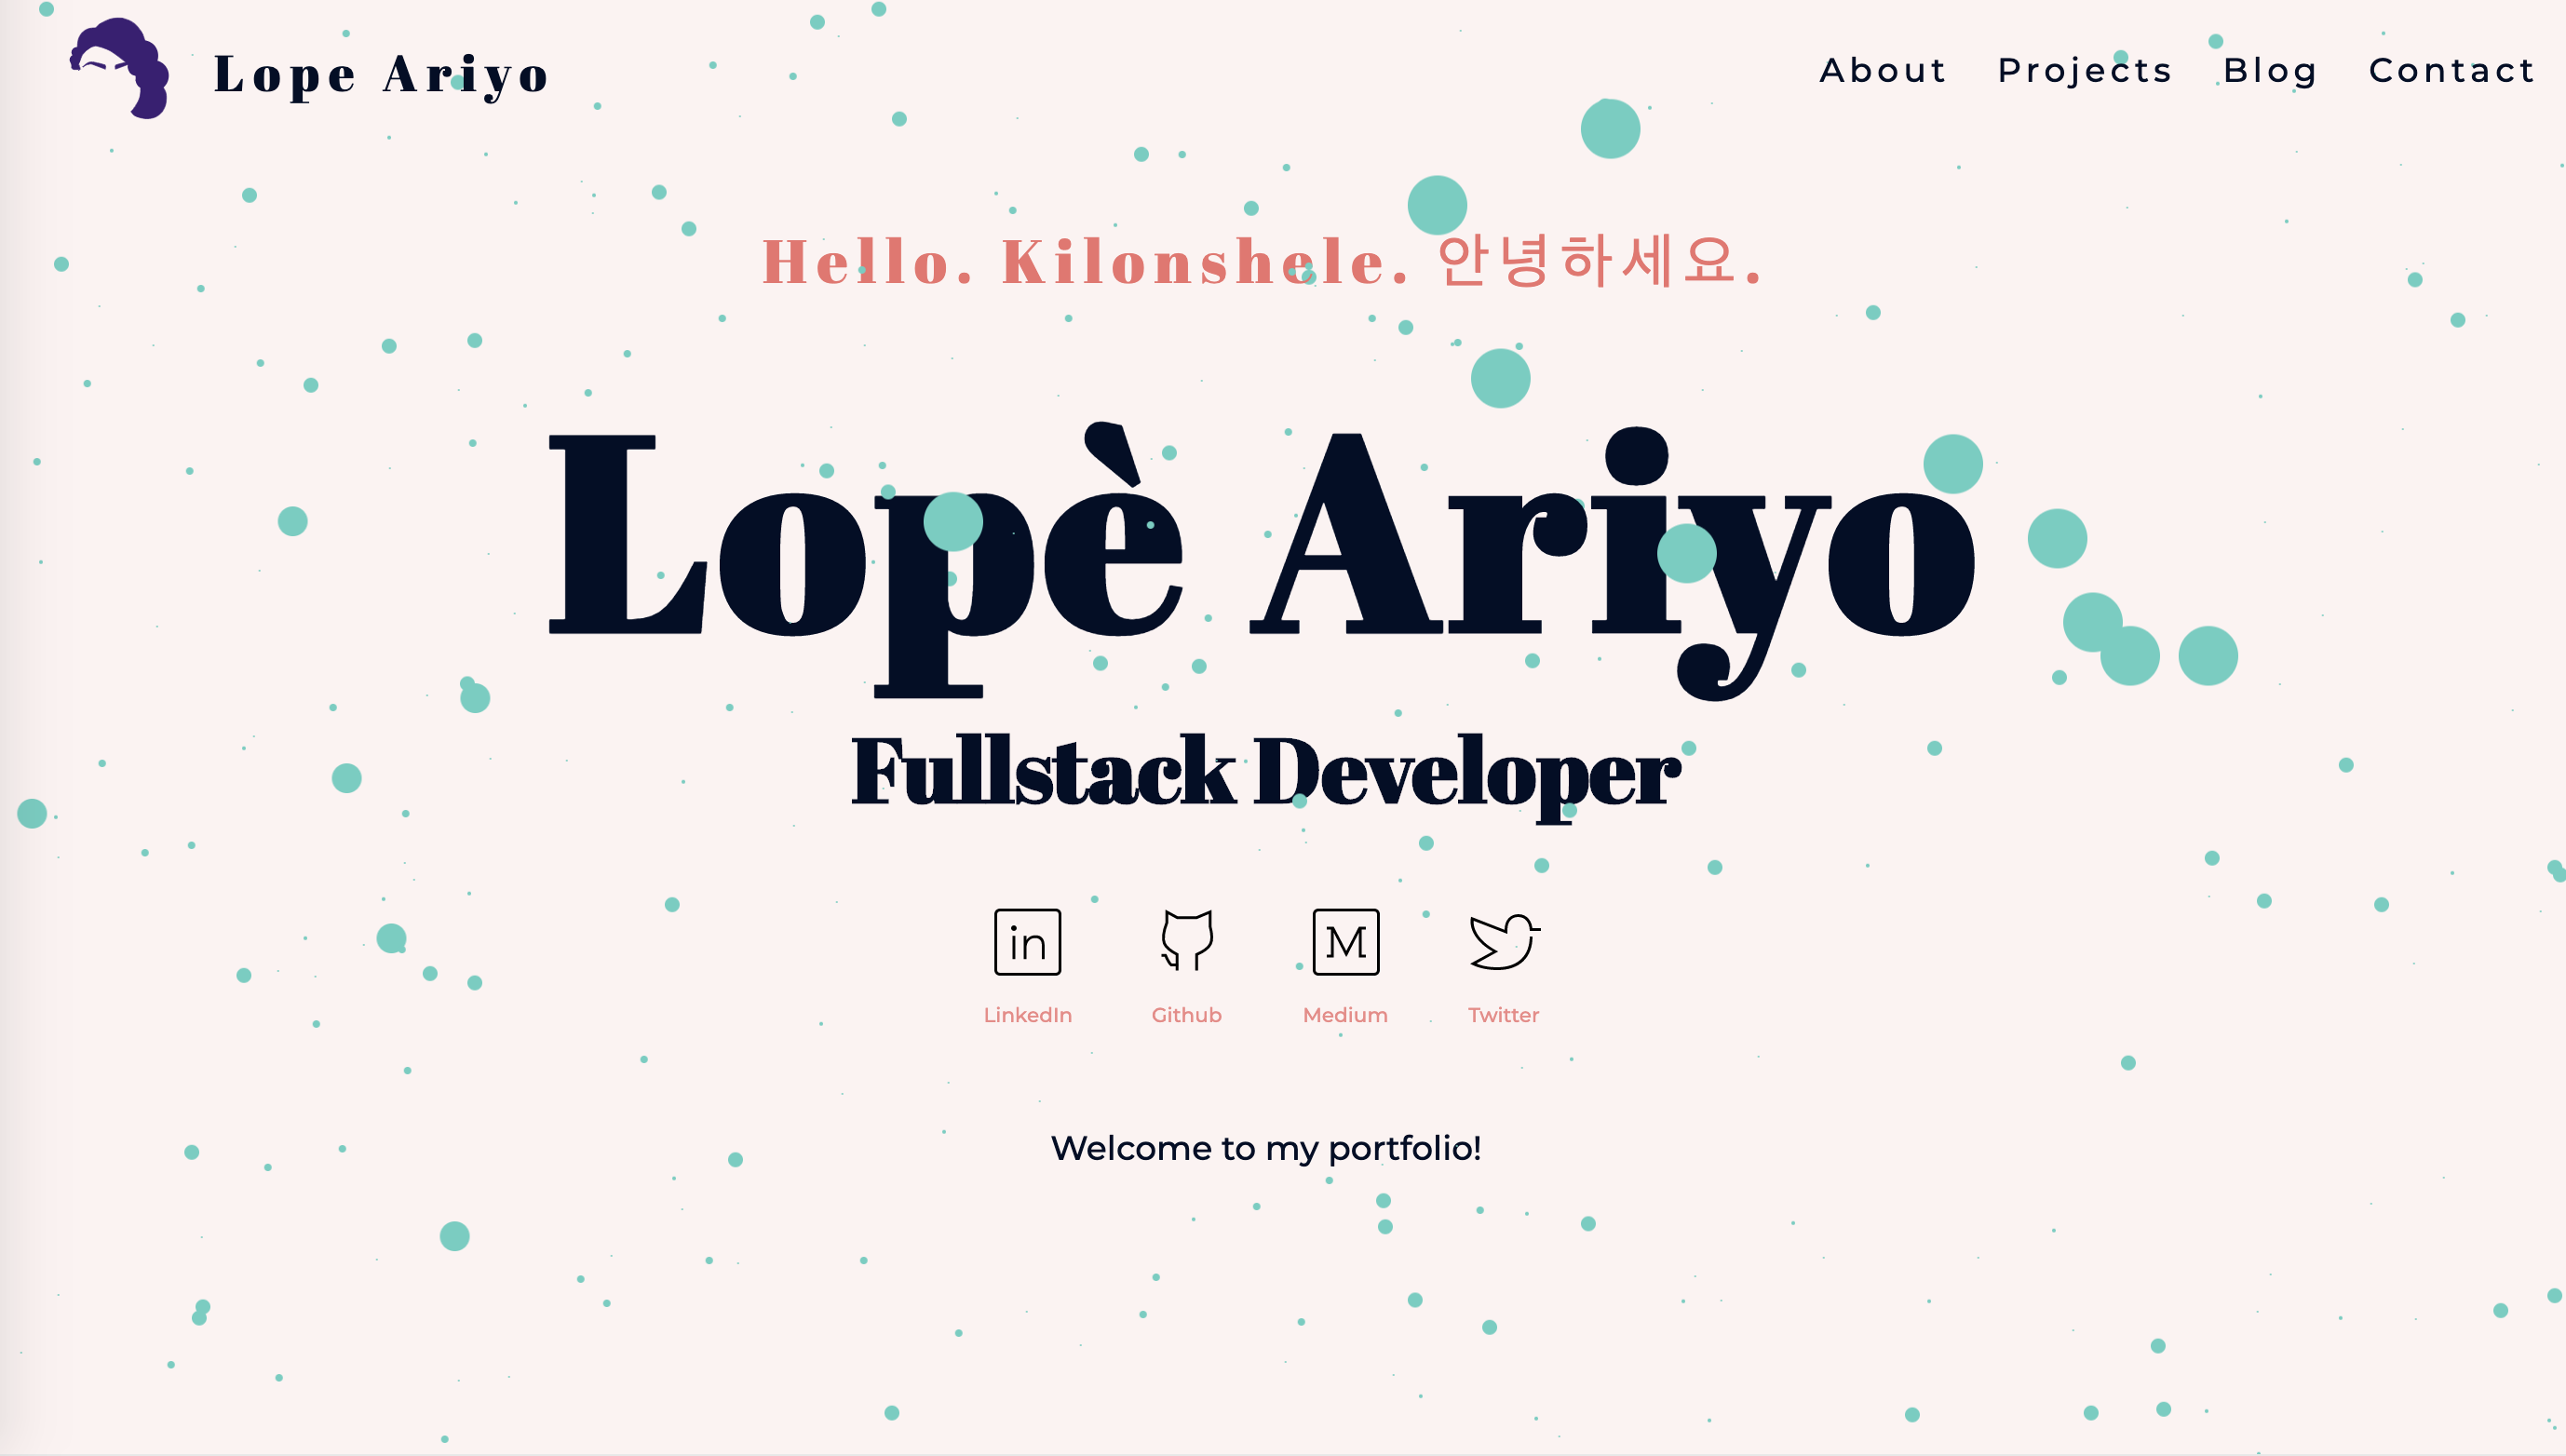 Lope Ariyo
About Projects Blog Contact
Hello. Kilonshele. 안녕하세요.
Lopè Ariyo
Fullstack Developer
in M
LinkedIn Github Medium Twitter
Welcome to my portfolio!